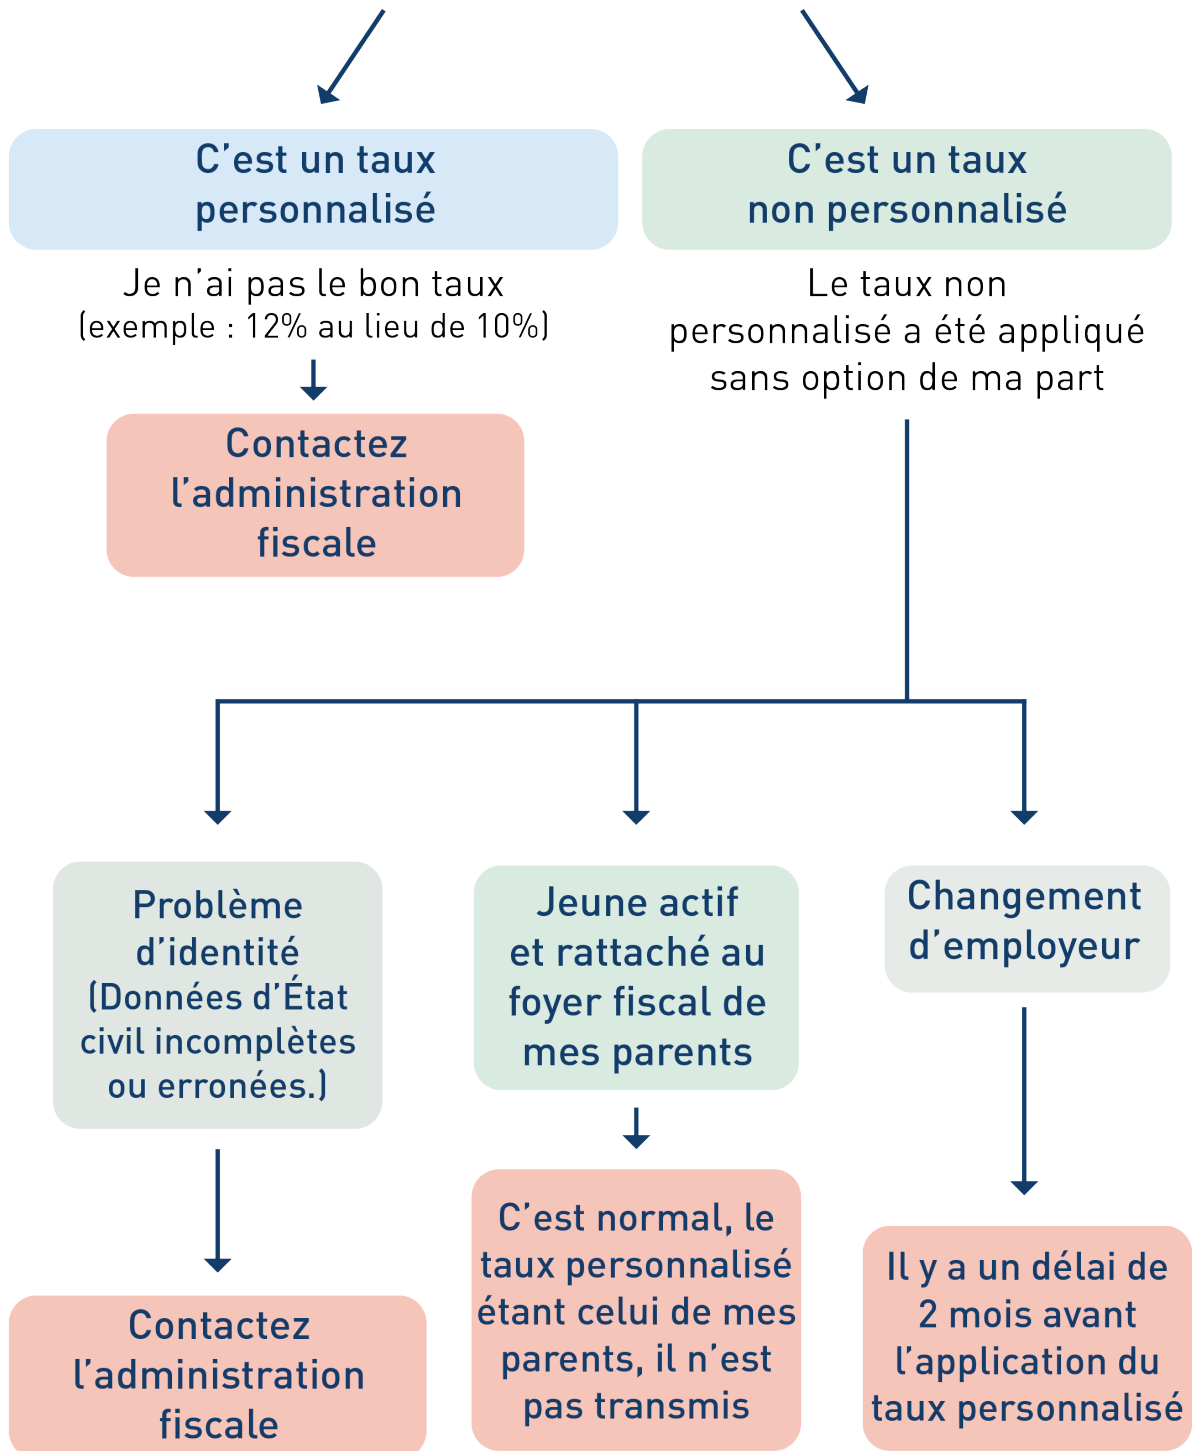 C’est un taux
personnalisé
Je n’ai pas le bon taux
(exemple : 12% au lieu de 10%)
Contactez
l’administration
fiscale
C’est un taux
non personnalisé
Le taux non
personnalisé a été appliqué
sans option de ma part
Problème
d’identité
(Données d’État
civil incomplètes
ou erronées.)
Contactez
l’administration
fiscale
Jeune actif
et rattaché au
foyer fiscal de
mes parents
C’est normal, le
taux personnalisé
étant celui de mes
parents, il n’est
pas transmis
Changement
d’employeur
Il y a un délai de
2 mois avant
l’application du
taux personnalisé